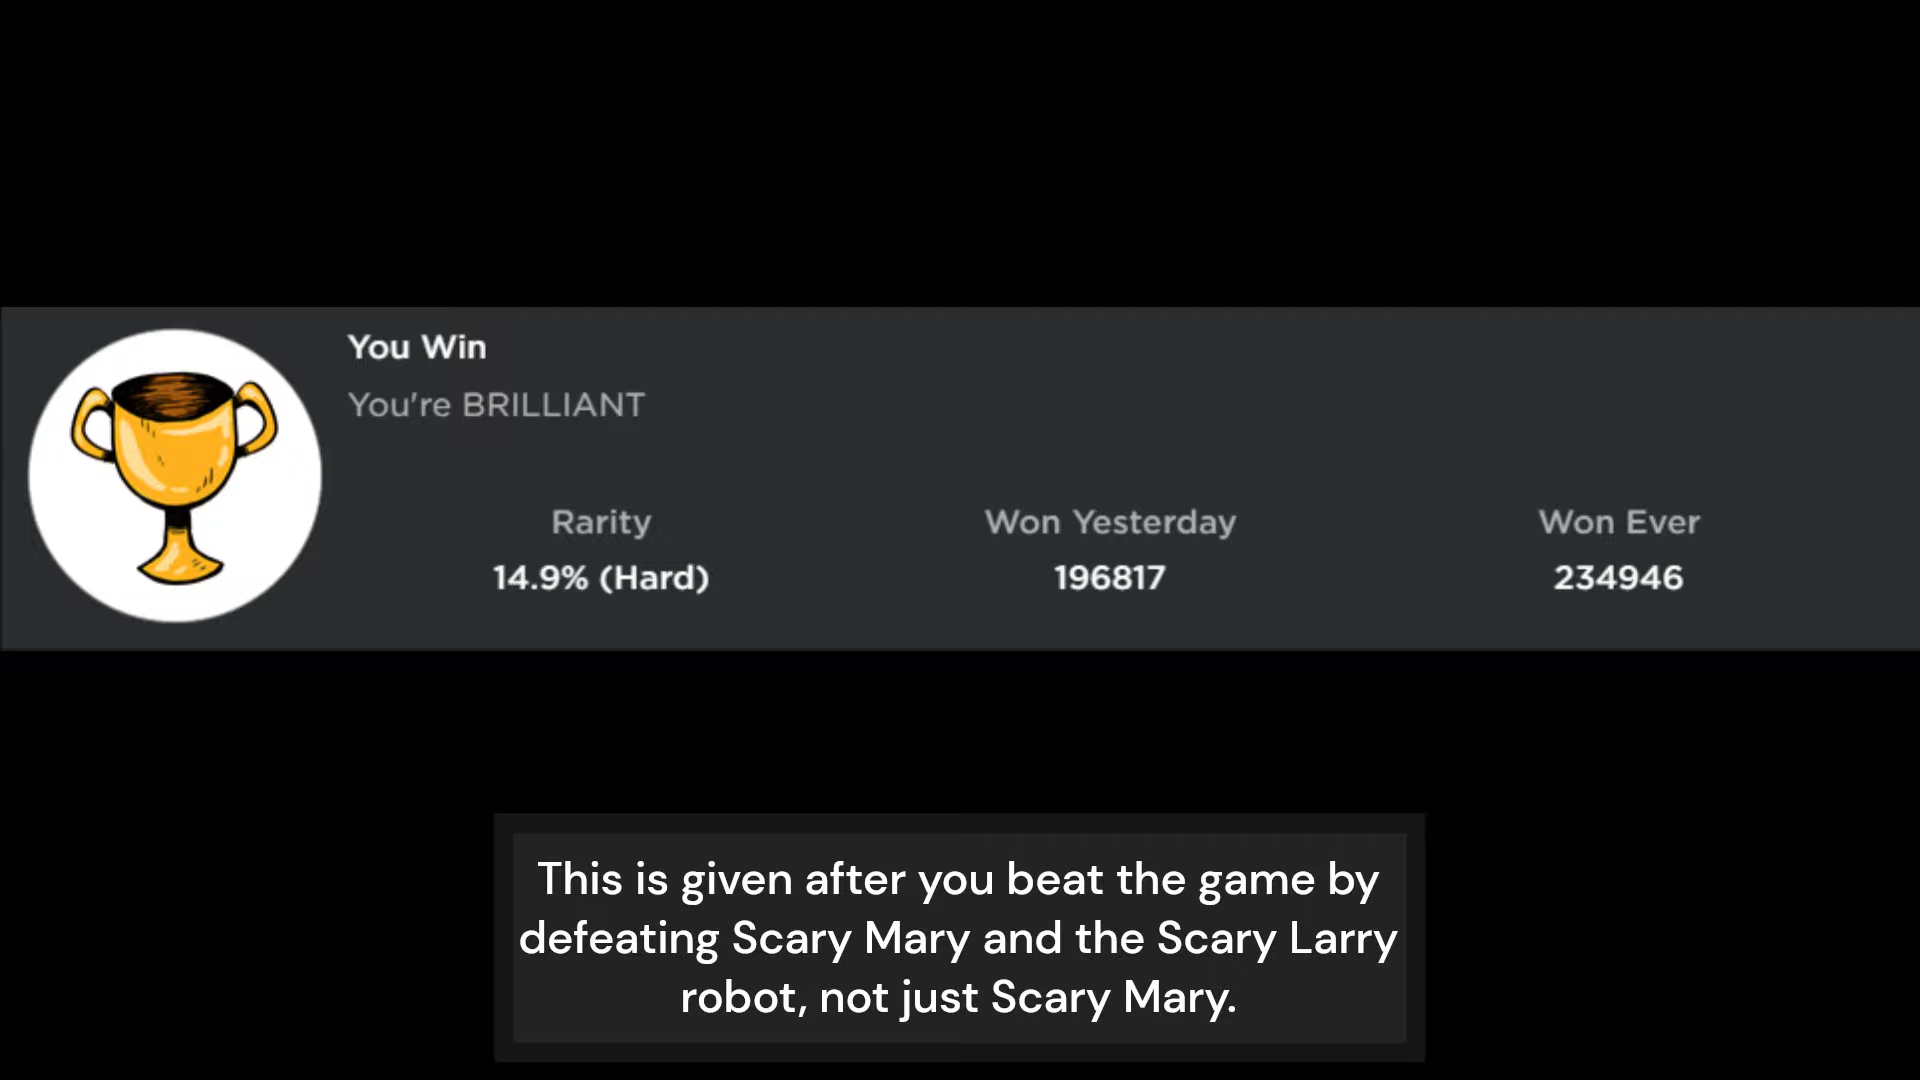 You Win
You're BRILLIANT
Rarity Won Yesterday Won Ever
14.9% (Hard) 196817 234946
This is given after you beat the game by
defeating Scary Mary and the Scary Larry
robot, not just Scary Mary.